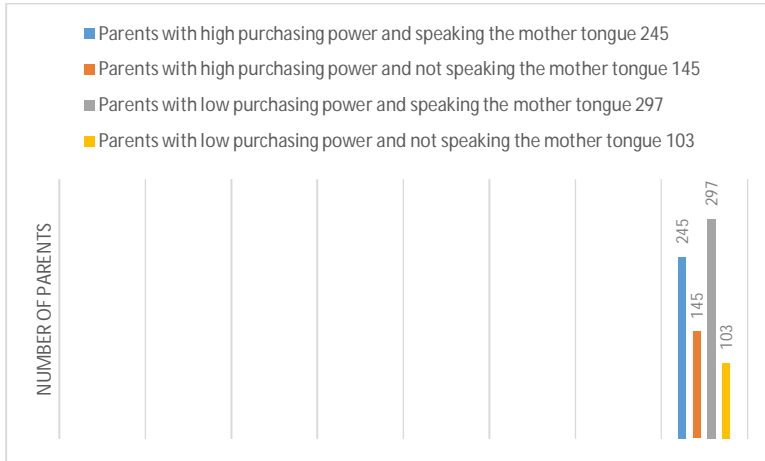 Parents with high purchasing power and speaking the mother tongue 245
Parents with high purchasing power and not speaking the mother tongue 145
Parents with low purchasing power and speaking the mother tongue 297
Parents with low purchasing power and not speaking the mother tongue 103
NUMBER OF PARENTS
245
145
297
103